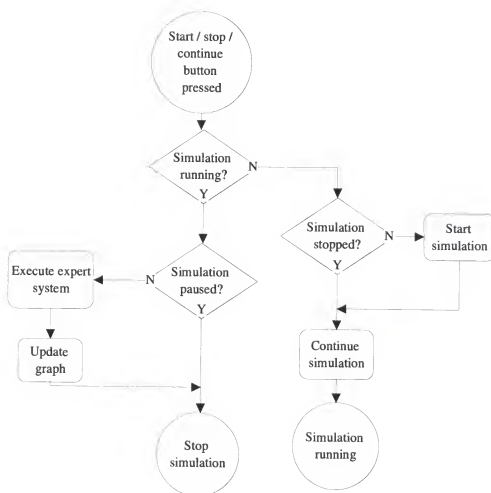 Start / stop /
continue
button
pressed
Simulation
running?
N
Y
Simulation
stopped?
N
Y
Start
simulation
Simulation
paused?
N
Y
Execute expert
system
Update
graph
Continue
simulation
Stop
simulation
Simulation
running